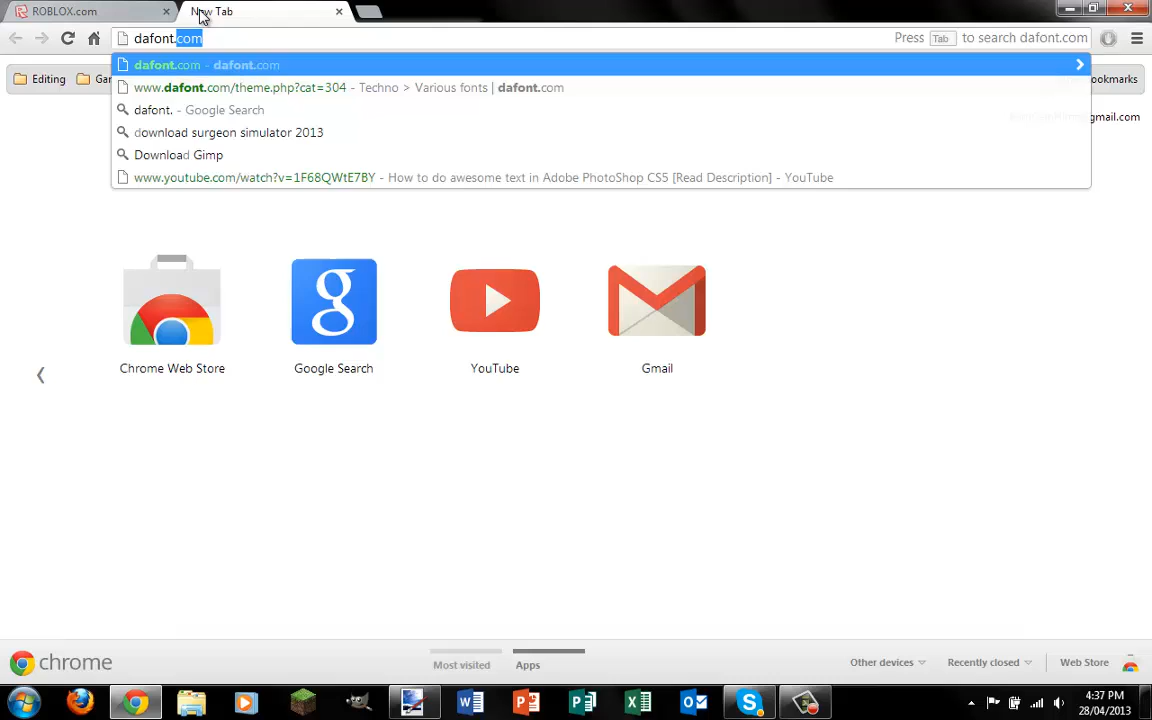 ROBLOX.com
New Tab
dafont.com
Press Tab to search dafont.com
Editing
Gar
okmarks
dafont.com - dafont.com
www.dafont.com/theme.php?cat=304 - Techno > Various fonts | dafont.com
dafont. - Google Search
download surgeon simulator 2013
Download Gimp
www.youtube.com/watch?v=1F68QWtE7BY - How to do awesome text in Adobe PhotoShop CS5 [Read Description] - YouTube
gmail.com
Chrome Web Store
Google Search
YouTube
Gmail
chrome
Most visited
Apps
Other devices
Recently closed
Web Store
4:37 PM
28/04/2013